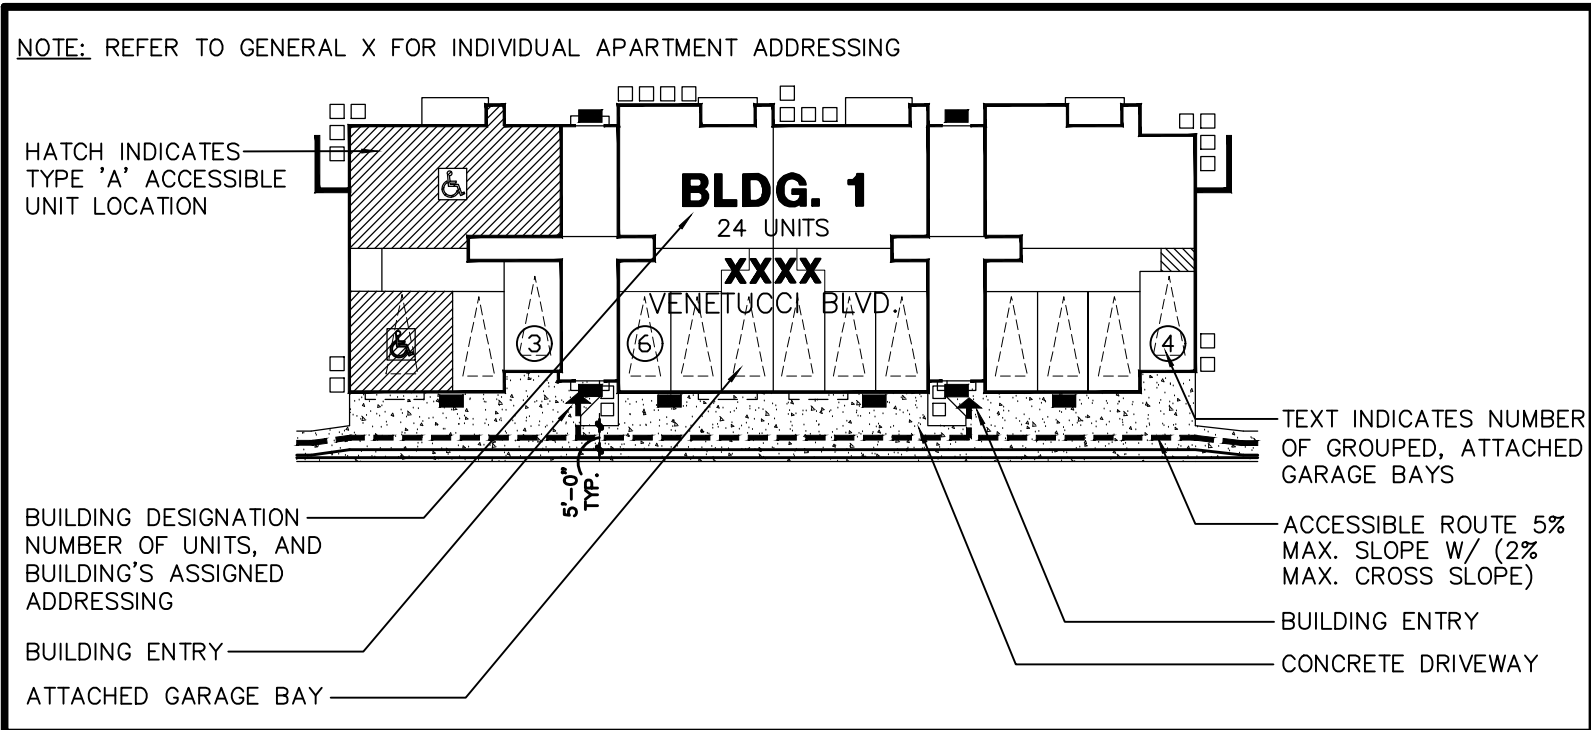 NOTE: REFER TO GENERAL X FOR INDIVIDUAL APARTMENT ADDRESSING
HATCH INDICATES
TYPE 'A' ACCESSIBLE
UNIT LOCATION
BLDG. 1
24 UNITS
XXXX
VENETUCCI BLVD.
3
6
4
5'-0"
TYP.
BUILDING DESIGNATION
NUMBER OF UNITS, AND
BUILDING'S ASSIGNED
ADDRESSING
BUILDING ENTRY
ATTACHED GARAGE BAY
TEXT INDICATES NUMBER
OF GROUPED, ATTACHED
GARAGE BAYS
ACCESSIBLE ROUTE 5%
MAX. SLOPE W/ (2%
MAX. CROSS SLOPE)
BUILDING ENTRY
CONCRETE DRIVEWAY